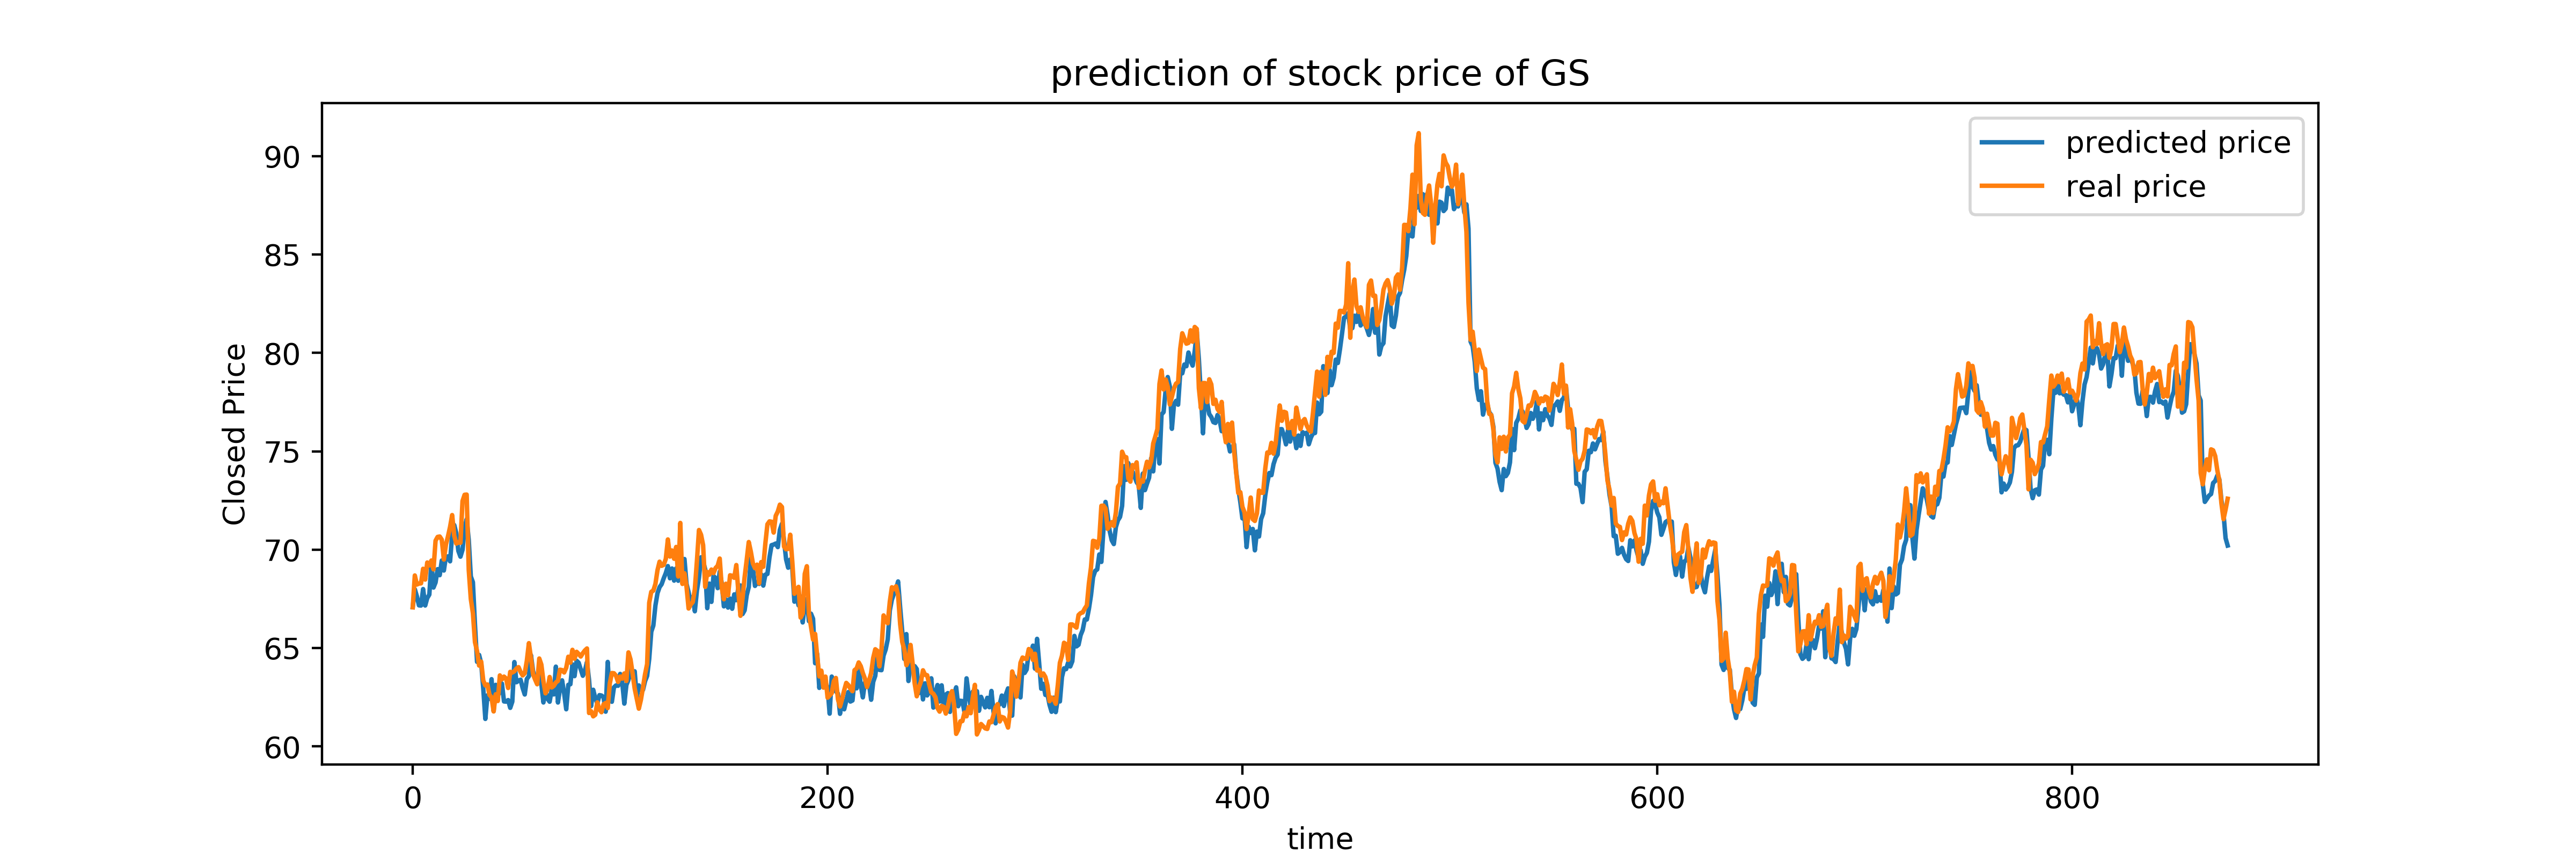 prediction of stock price of GS
predicted price
real price
Closed Price
90
85
80
75
70
65
60
0 200 400 600 800
time